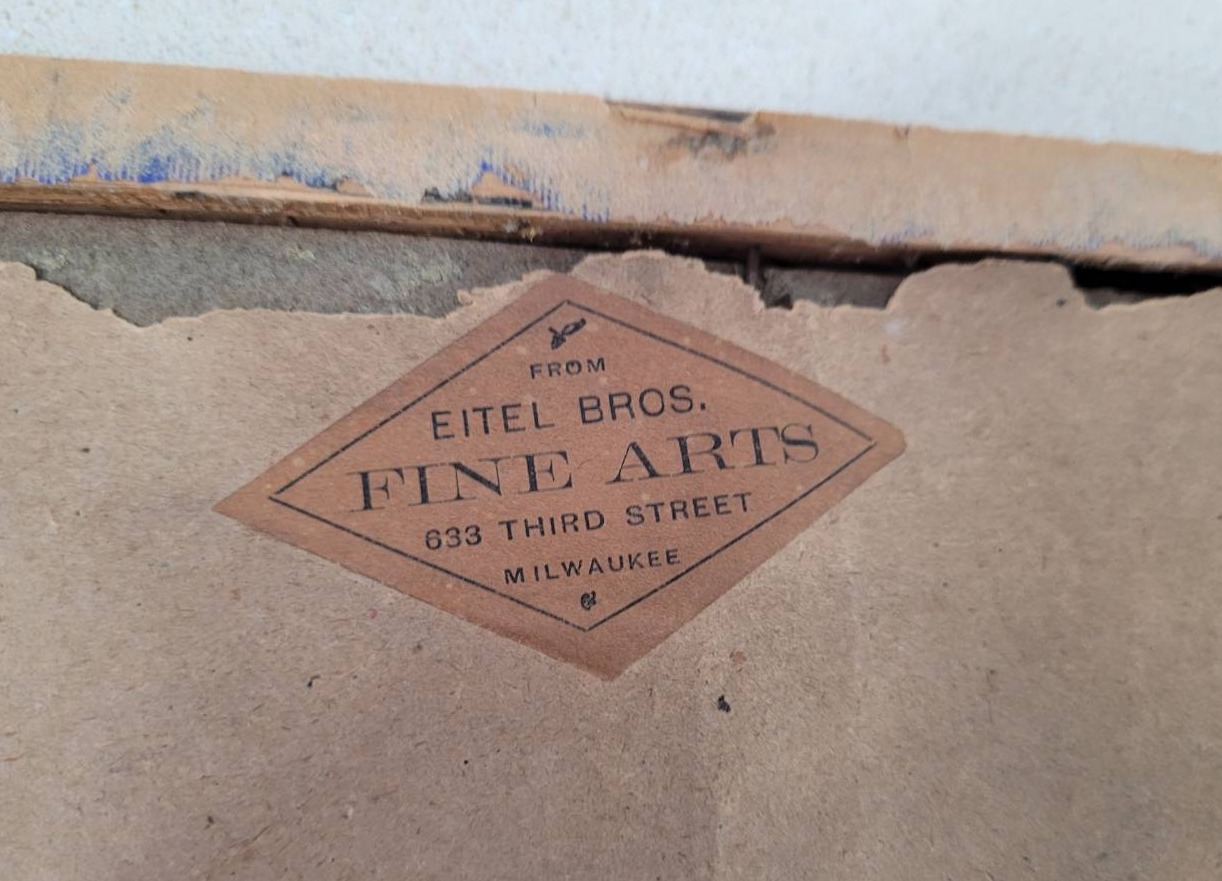 FROM
EITEL BROS.
FINE ARTS
633 THIRD STREET
MILWAUKEE